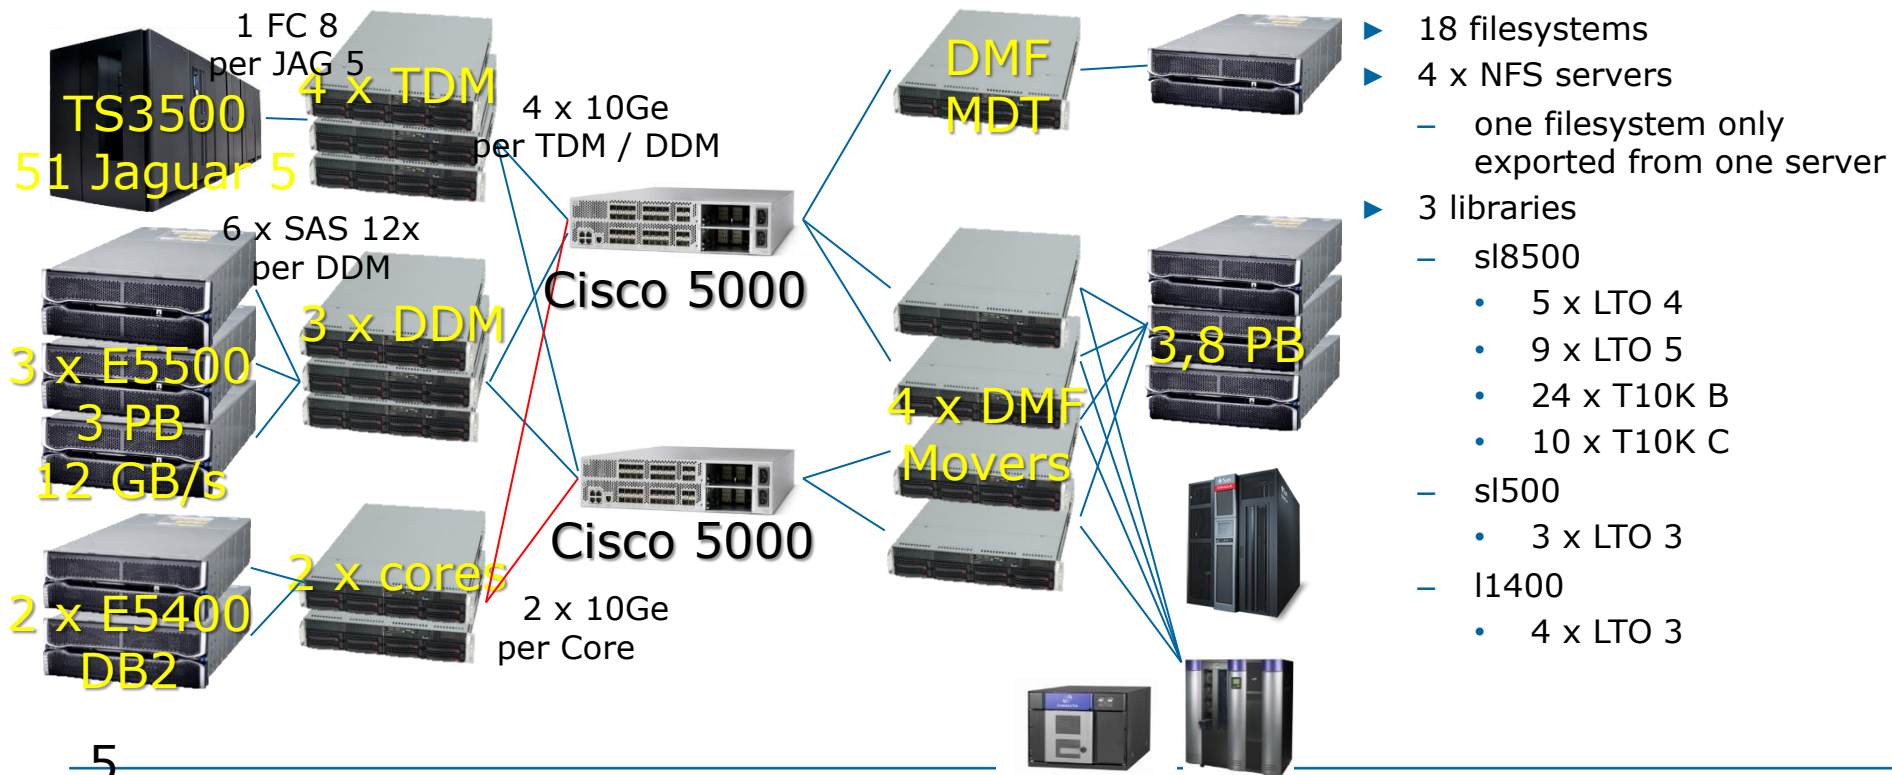 1 FC 8
per JAG 5
4 x TDM
TS3500
51 Jaguar 5
4 x 10Ge
per TDM / DDM
6 x SAS 12x
per DDM
3 x DDM
3 x E5500
3 PB
12 GB/s
2 x E5400
DB2
2 x cores
2 x 10Ge
per Core
Cisco 5000
Cisco 5000
DMF
MDT
4 x DMF
Movers
3,8 PB
► 18 filesystems
► 4 x NFS servers
– one filesystem only
exported from one server
► 3 libraries
– sl8500
• 5 x LTO 4
• 9 x LTO 5
• 24 x T10K B
• 10 x T10K C
– sl500
• 3 x LTO 3
– l1400
• 4 x LTO 3
5